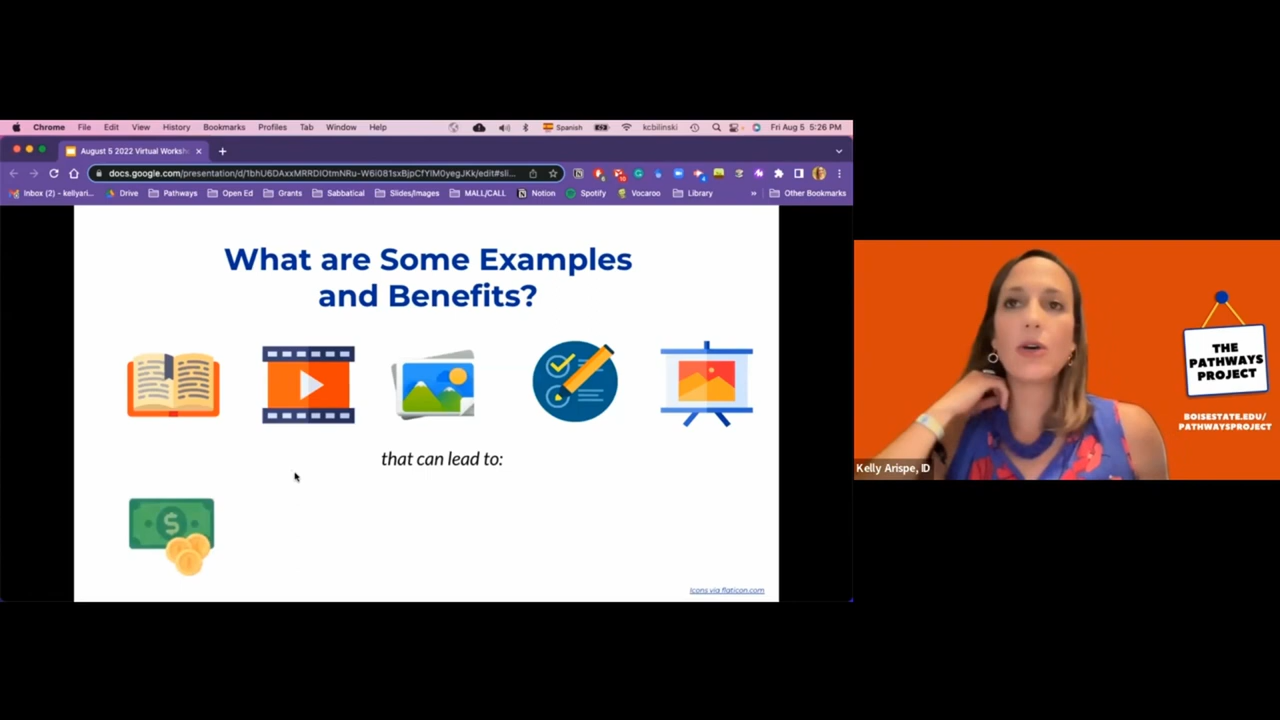 Chrome File Edit View History Bookmarks Profiles Tab Window Help Spanish kcbilinski Fri Aug 5 5:26 PM
August 5 2022 Virtual Worksh
docs.google.com/presentation/d/1bhU6DAxxMRRDIOtmNRu-W6i081sxBjpCfYlM0yegJKk/edit#sli...
Inbox (2) - kellyari... Drive Pathways Open Ed Grants Sabbatical Slides/Images MALL/CALL Notion Spotify Vocaroo Library » Other Bookmarks
What are Some Examples
and Benefits?
that can lead to:
$
Icons via flaticon.com
THE
PATHWAYS
PROJECT
BOISESTATE.EDU/
PATHWAYSPROJECT
Kelly Arispe, ID